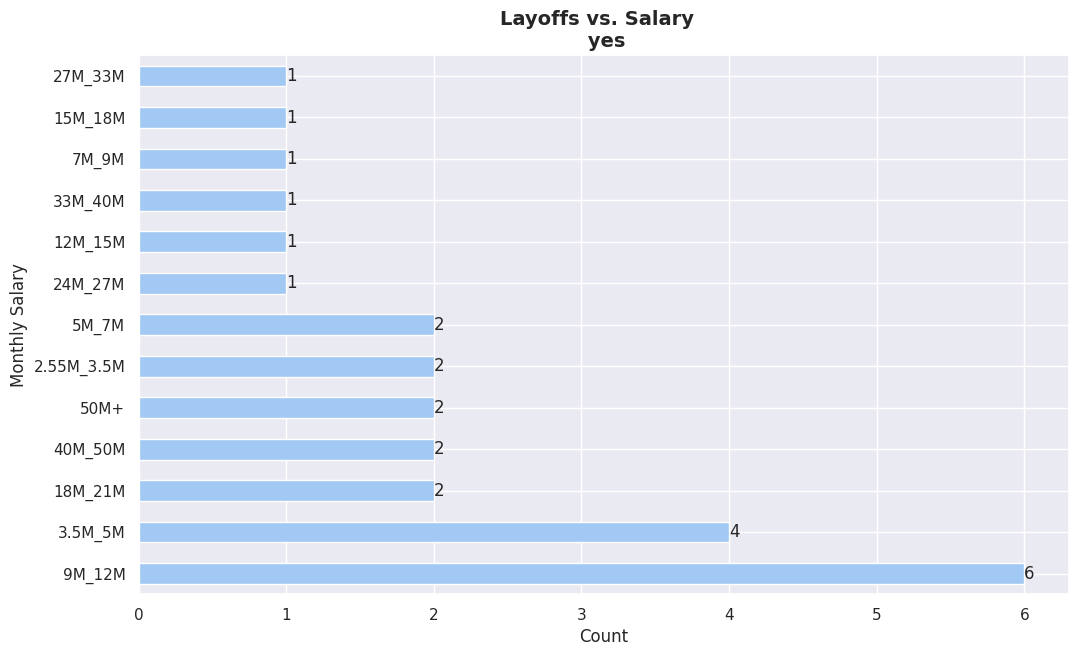 Layoffs vs. Salary
yes
27M_33M
1
15M_18M
1
7M_9M
1
33M_40M
1
12M_15M
1
24M_27M
1
5M_7M
2
2.55M_3.5M
2
50M+
2
40M_50M
2
18M_21M
2
3.5M_5M
4
9M_12M
6
Monthly Salary
0 1 2 3 4 5 6
Count